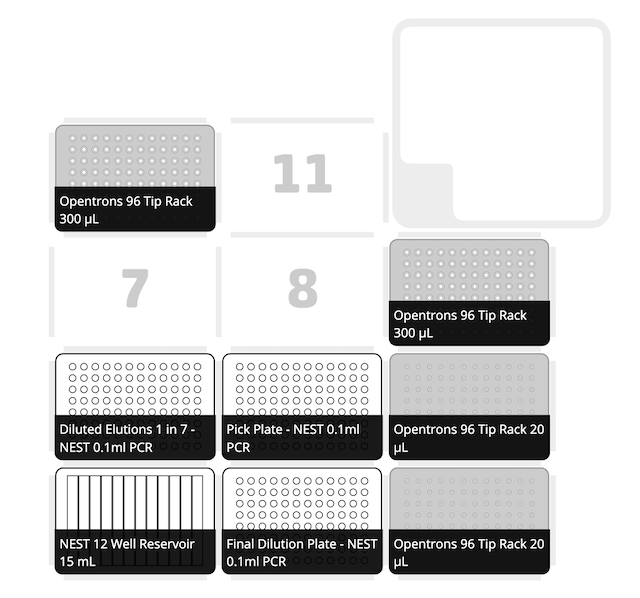 Opentrons 96 Tip Rack
300 µL
11
7
8
Opentrons 96 Tip Rack
300 µL
Diluted Elutions 1 in 7 -
NEST 0.1ml PCR
Pick Plate - NEST 0.1ml
PCR
Opentrons 96 Tip Rack 20
µL
NEST 12 Well Reservoir
15 mL
Final Dilution Plate - NEST
0.1ml PCR
Opentrons 96 Tip Rack 20
µL